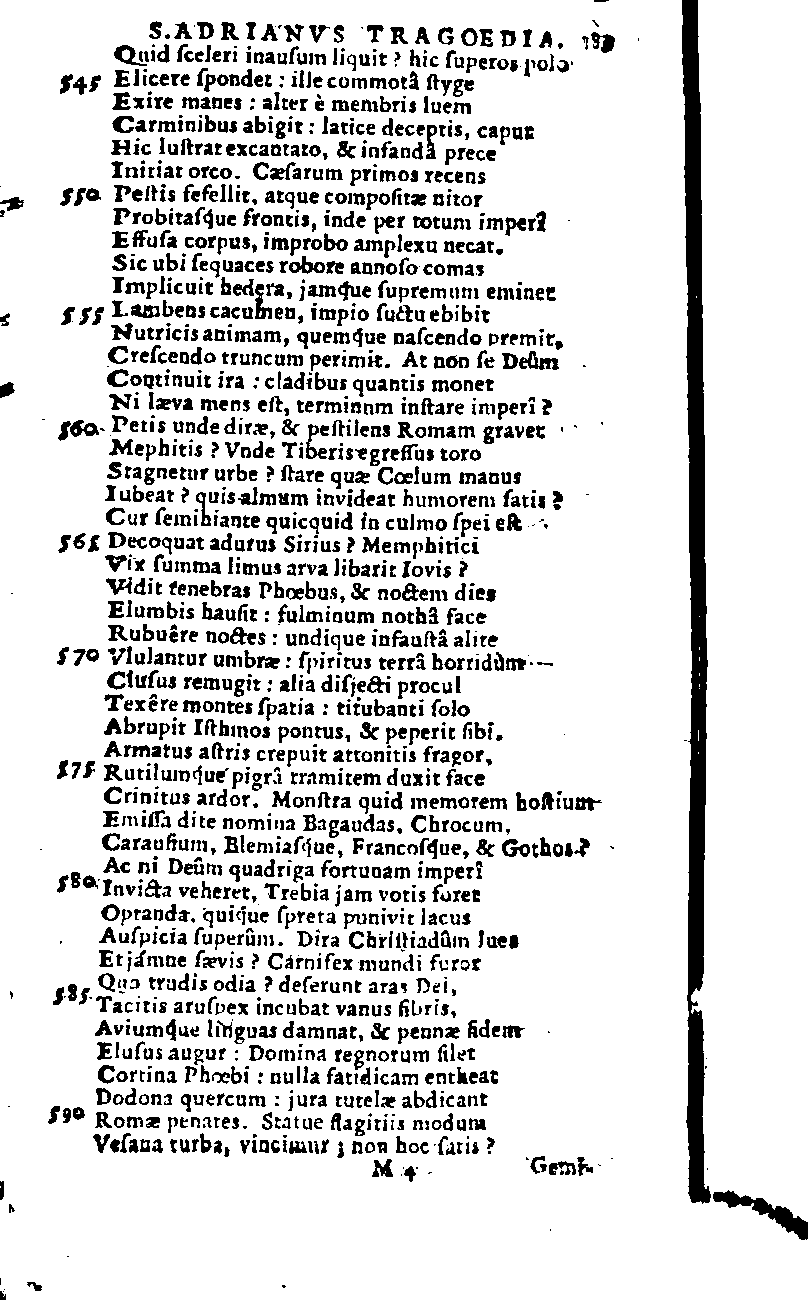 S. ADRIANVS TRAGOEDIA. 183
Quid sceleri inausum liquit ? hic superos polo
545 Elicere spondet : ille commotâ styge
Exire manes : alter è membris luem
Carminibus abigit : latice deceptis, caput
Hic lustrat excantato, & infandâ prece
Initiat orco. Cæsarum primos recens
550 Pestis fefellit, atque compositæ nitor
Probitasque frontis, inde per totum imperî
Effusa corpus, improbo amplexu necat.
Sic ubi sequaces robore annoso comas
Implicuit hedera, jamque supremum eminet
555 Lambens cacumen, impio suctu ebibit
Nutricis animam, quemque nascendo premit,
Crescendo truncum perimit. At non se Deûm
Continuit ira : cladibus quantis monet
Ni læva mens est, terminnm instare imperî ?
560 Petis unde diræ, & pestilens Romam gravet
Mephitis ? Vnde Tiberis egressus toro
Stagnetur urbe ? stare quæ Cœlum manus
Iubeat ? quis almum invideat humorem satis ?
Cur semihiante quicquid in culmo spei est
565 Decoquat adutus Sirius ? Memphitici
Vix summa limus arva libarit Iovis ?
Vidit tenebras Phœbus, & noctem dies
Elumbis hausit : fulminum nothâ face
Rubuêre noctes : undique infaustâ alite
570 Vlulantur umbræ : spiritus terrâ horridùm
Clusus remugit : alia disjecti procul
Texêre montes spatia : titubanti solo
Abrupit Isthmos pontus, & peperit sibi.
Armatus astris crepuit attonitis fragor,
575 Rutilumque pigrâ tramitem duxit face
Crinitus ardor. Monstra quid memorem hostium
Emissa dite nomina Bagaudas, Chrocum,
Carausium, Blemiasque, Francosque, & Gothos ?
Ac ni Deûm quadriga fortunam imperî
580 Invicta veheret, Trebia jam votis foret
Optanda, quique spreta punivit lacus
Auspicia superûm. Dira Christiadûm lues
Et jámne sævis ? Carnifex mundi furor
Quo trudis odia ? deserunt aras Dei,
585 Tacitis aruspex incubat vanus fibris,
Aviumque linguas damnat, & pennæ fidem
Elusus augur : Domina regnorum silet
Cortina Phœbi : nulla fatidicam entheat
Dodona quercum : jura tutelæ abdicant
590 Romæ penates. Statue flagitiis modum
Vesana turba, vincimur ; non hoc satis ?
M 4 Gemi-